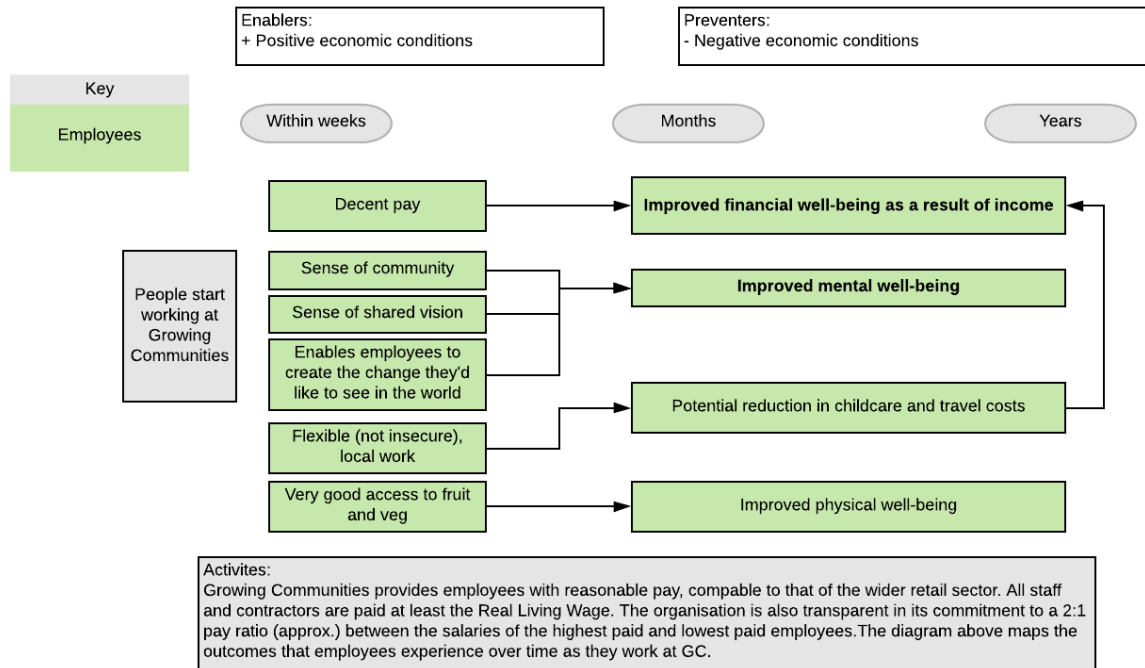 Enablers:
+ Positive economic conditions
Preventers:
- Negative economic conditions
Key
Employees
Within weeks
Months
Years
Decent pay
Improved financial well-being as a result of income
People start
working at
Growing
Communities
Sense of community
Sense of shared vision
Enables employees to
create the change they'd
like to see in the world
Improved mental well-being
Flexible (not insecure),
local work
Potential reduction in childcare and travel costs
Very good access to fruit
and veg
Improved physical well-being
Activites:
Growing Communities provides employees with reasonable pay, compable to that of the wider retail sector. All staff
and contractors are paid at least the Real Living Wage. The organisation is also transparent in its commitment to a 2:1
pay ratio (approx.) between the salaries of the highest paid and lowest paid employees.The diagram above maps the
outcomes that employees experience over time as they work at GC.